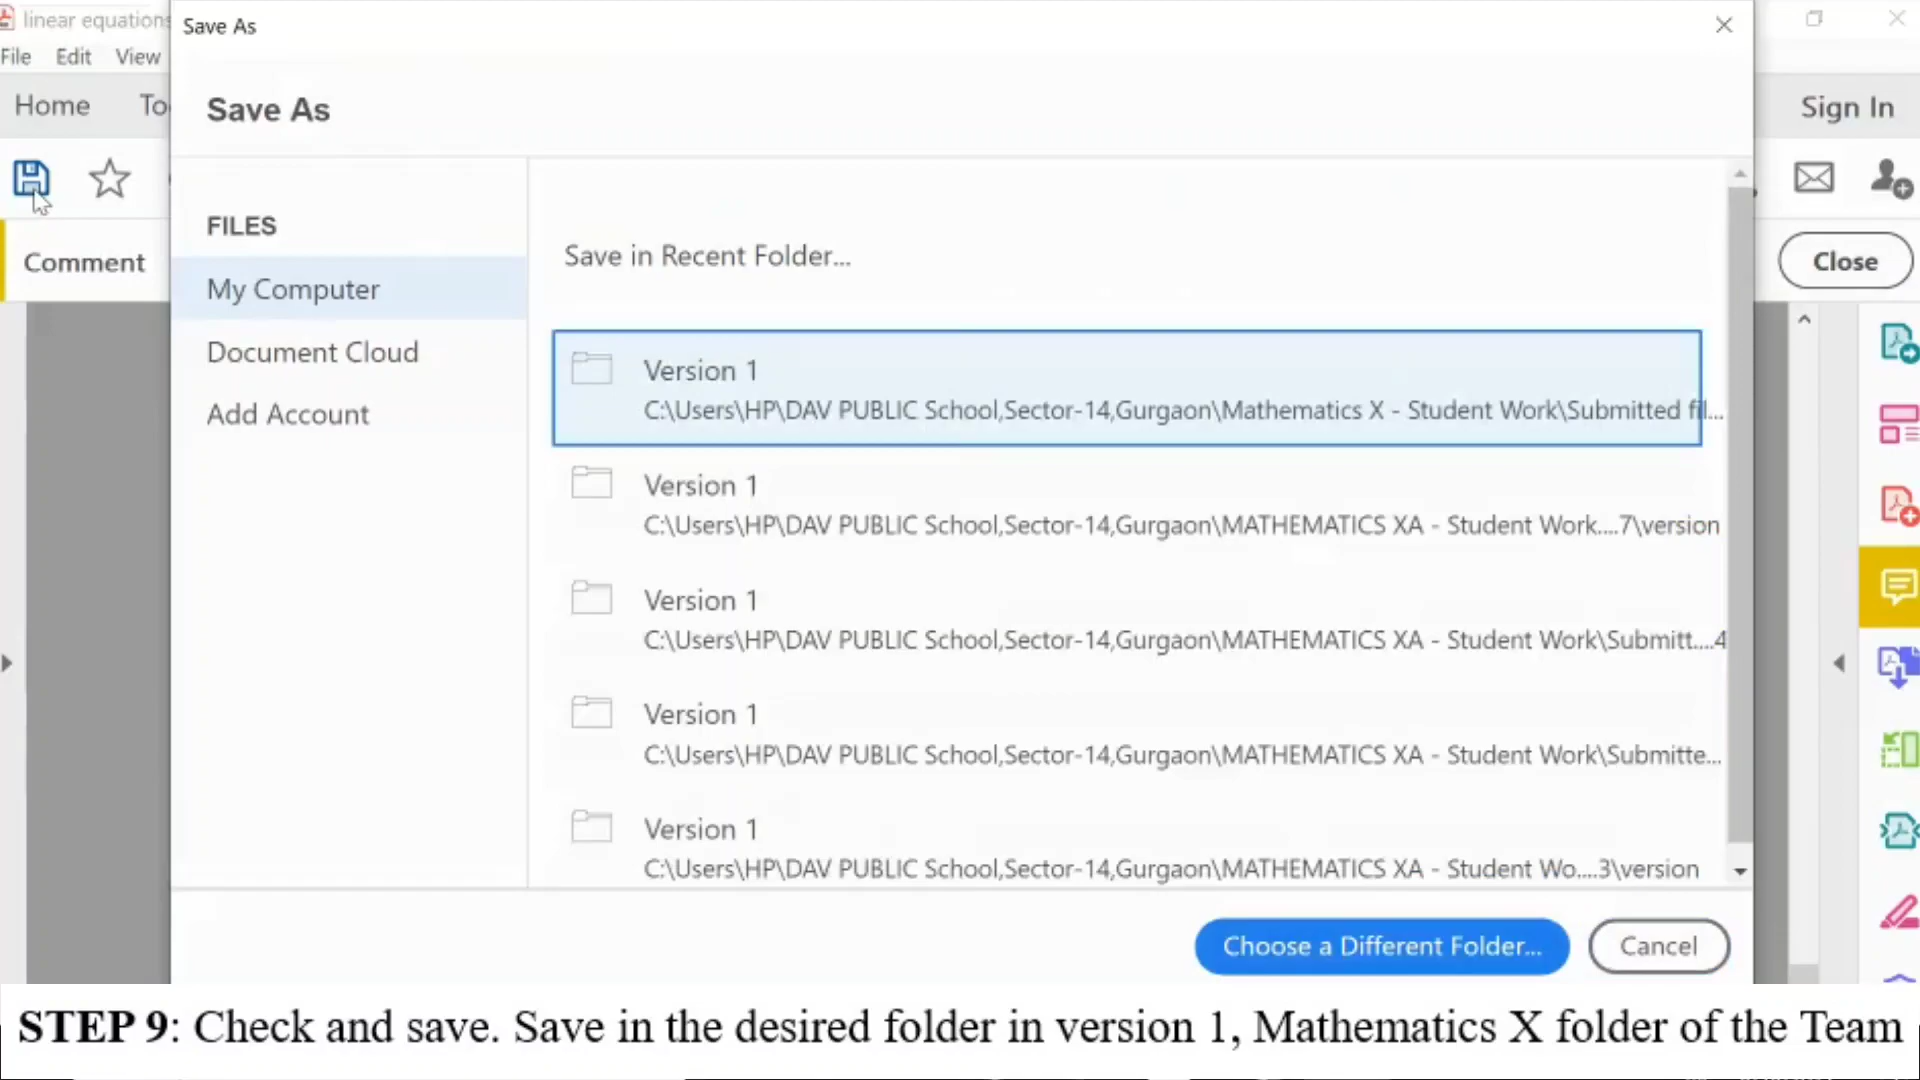 linear equations
Save As
File Edit View
Home
Save As
Sign In
FILES
Save in Recent Folder...
Comment
Close
My Computer
Version 1
C:\Users\HP\DAV PUBLIC School,Sector-14,Gurgaon\Mathematics X - Student Work\Submitted fil...
Document Cloud
Add Account
Version 1
C:\Users\HP\DAV PUBLIC School,Sector-14,Gurgaon\MATHEMATICS XA - Student Work....7\version
Version 1
C:\Users\HP\DAV PUBLIC School,Sector-14,Gurgaon\MATHEMATICS XA - Student Work\Submitt....4
Version 1
C:\Users\HP\DAV PUBLIC School,Sector-14,Gurgaon\MATHEMATICS XA - Student Work\Submitte...
Version 1
C:\Users\HP\DAV PUBLIC School,Sector-14,Gurgaon\MATHEMATICS XA - Student Wo....3\version
Choose a Different Folder...
Cancel
STEP 9: Check and save. Save in the desired folder in version 1, Mathematics X folder of the Team